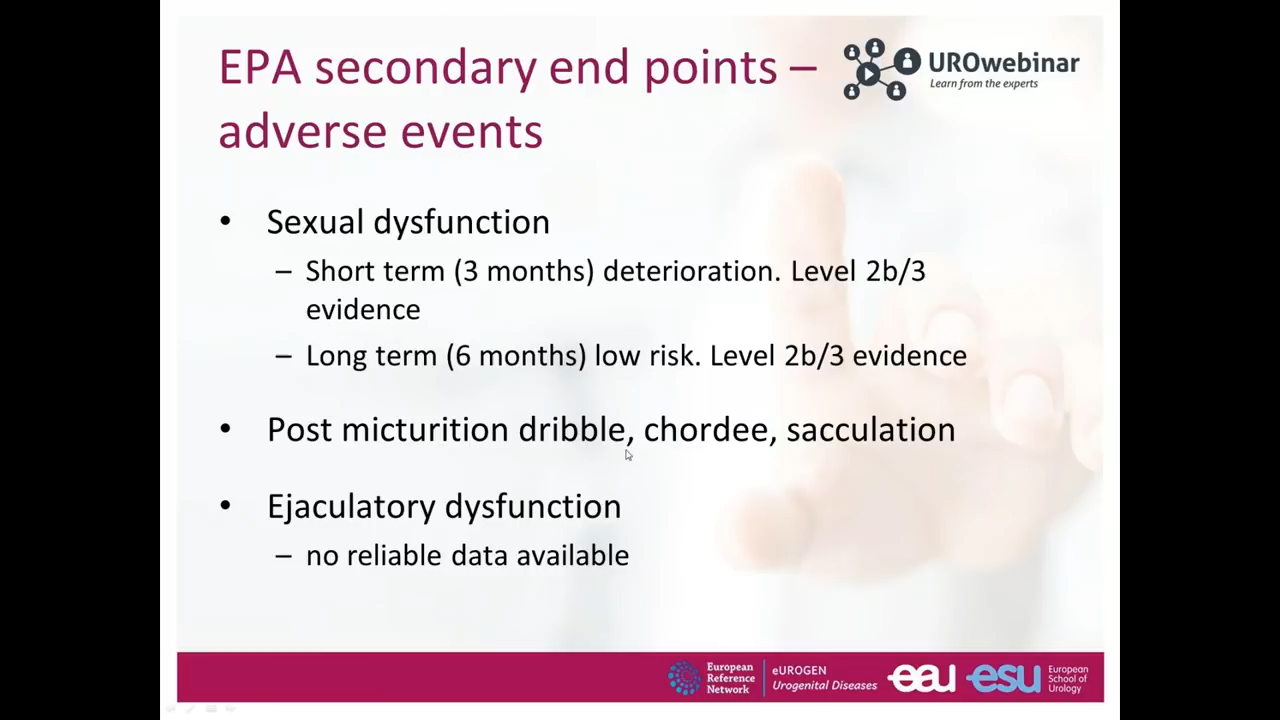 EPA secondary end points –
adverse events
UROwebinar
Learn from the experts
• Sexual dysfunction
– Short term (3 months) deterioration. Level 2b/3
evidence
– Long term (6 months) low risk. Level 2b/3 evidence
• Post micturition dribble, chordee, sacculation
• Ejaculatory dysfunction
– no reliable data available
European
Reference
Network
eUROGEN
Urogenital Diseases
eau
esu
European
School of
Urology